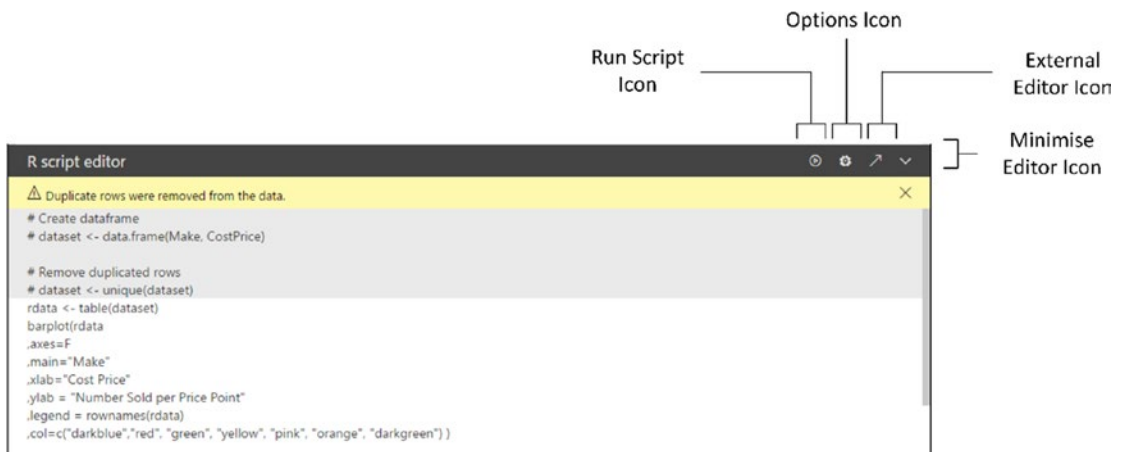 Options Icon
Run Script
Icon
External
Editor Icon
Minimise
Editor Icon
R script editor
Duplicate rows were removed from the data.
# Create dataframe
# dataset <- data.frame(Make, CostPrice)
# Remove duplicated rows
# dataset <- unique(dataset)
rdata <- table(dataset)
barplot(rdata
,axes=F
,main="Make"
,xlab="Cost Price"
,ylab = "Number Sold per Price Point"
,legend = rownames(rdata)
,col=c("darkblue","red", "green", "yellow", "pink", "orange", "darkgreen") )